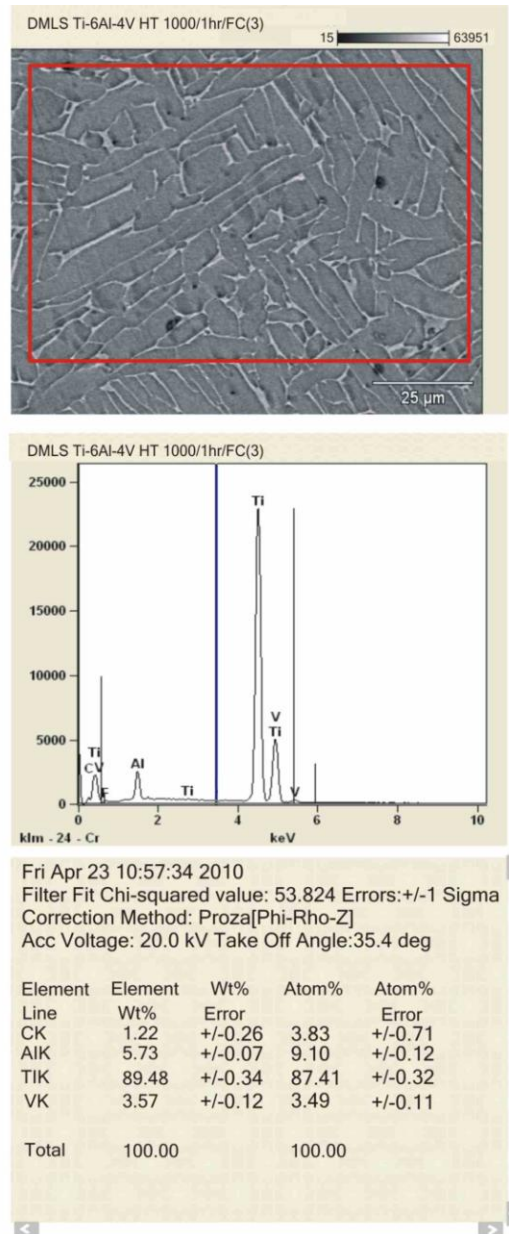 DMLS Ti-6Al-4V HT 1000/1hr/FC(3)
15 63951
25 µm
DMLS Ti-6Al-4V HT 1000/1hr/FC(3)
25000
20000
15000
10000
5000
0
Ti
V
Ti
Ti
C V
F
Al
Ti
V
0 2 4 6 8 10
klm - 24 - Cr keV
Fri Apr 23 10:57:34 2010
Filter Fit Chi-squared value: 53.824 Errors:+/-1 Sigma
Correction Method: Proza[Phi-Rho-Z]
Acc Voltage: 20.0 kV Take Off Angle:35.4 deg
Element Element Wt% Atom% Atom%
Line Wt% Error Error
CK 1.22 +/-0.26 3.83 +/-0.71
AlK 5.73 +/-0.07 9.10 +/-0.12
TIK 89.48 +/-0.34 87.41 +/-0.32
VK 3.57 +/-0.12 3.49 +/-0.11
Total 100.00 100.00